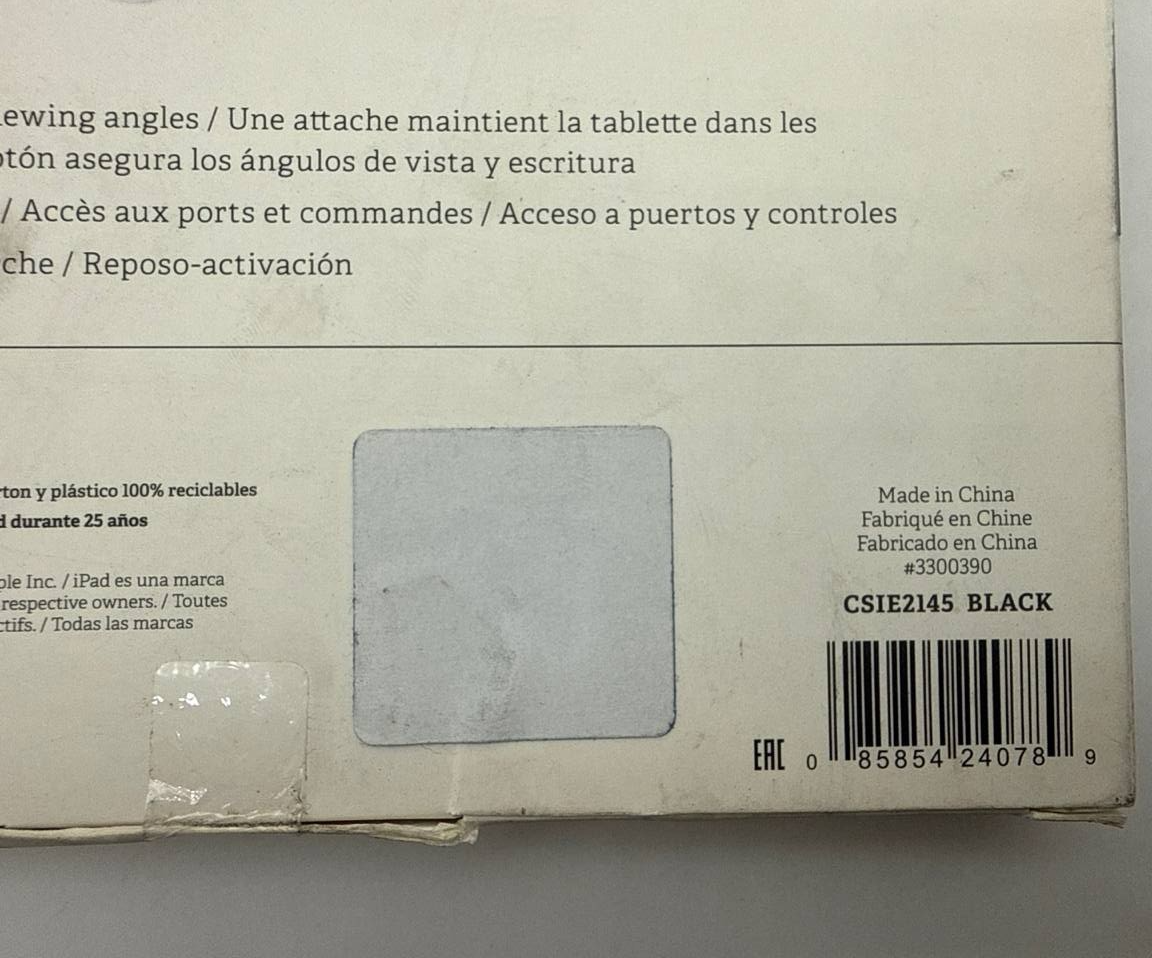 ewing angles / Une attache maintient la tablette dans les
tón asegura los ángulos de vista y escritura
/ Accès aux ports et commandes / Acceso a puertos y controles
che / Reposo-activación
ton y plástico 100% reciclables
d durante 25 años
ple Inc. / iPad es una marca
respective owners. / Toutes
ctifs. / Todas las marcas
Made in China
Fabriqué en Chine
Fabricado en China
#3300390
CSIE2145 BLACK
EAC 0 85854 24078 9